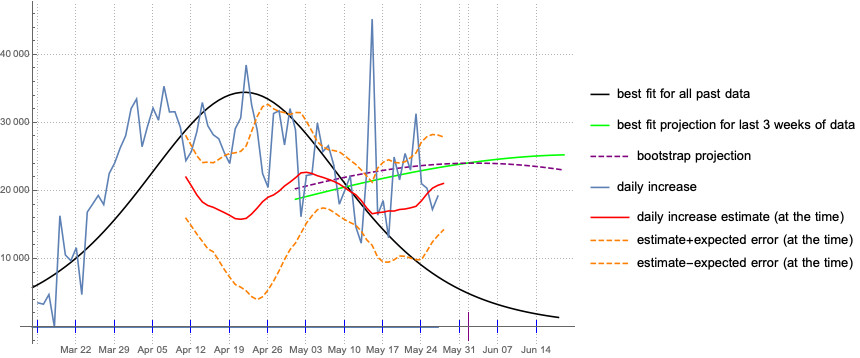 40 000
30 000
20 000
10 000
Mar 22 Mar 29 Apr 05 Apr 12 Apr 19 Apr 26 May 03 May 10 May 17 May 24 May 31 Jun 07 Jun 14
best fit for all past data
best fit projection for last 3 weeks of data
bootstrap projection
daily increase
daily increase estimate (at the time)
estimate+expected error (at the time)
estimate−expected error (at the time)